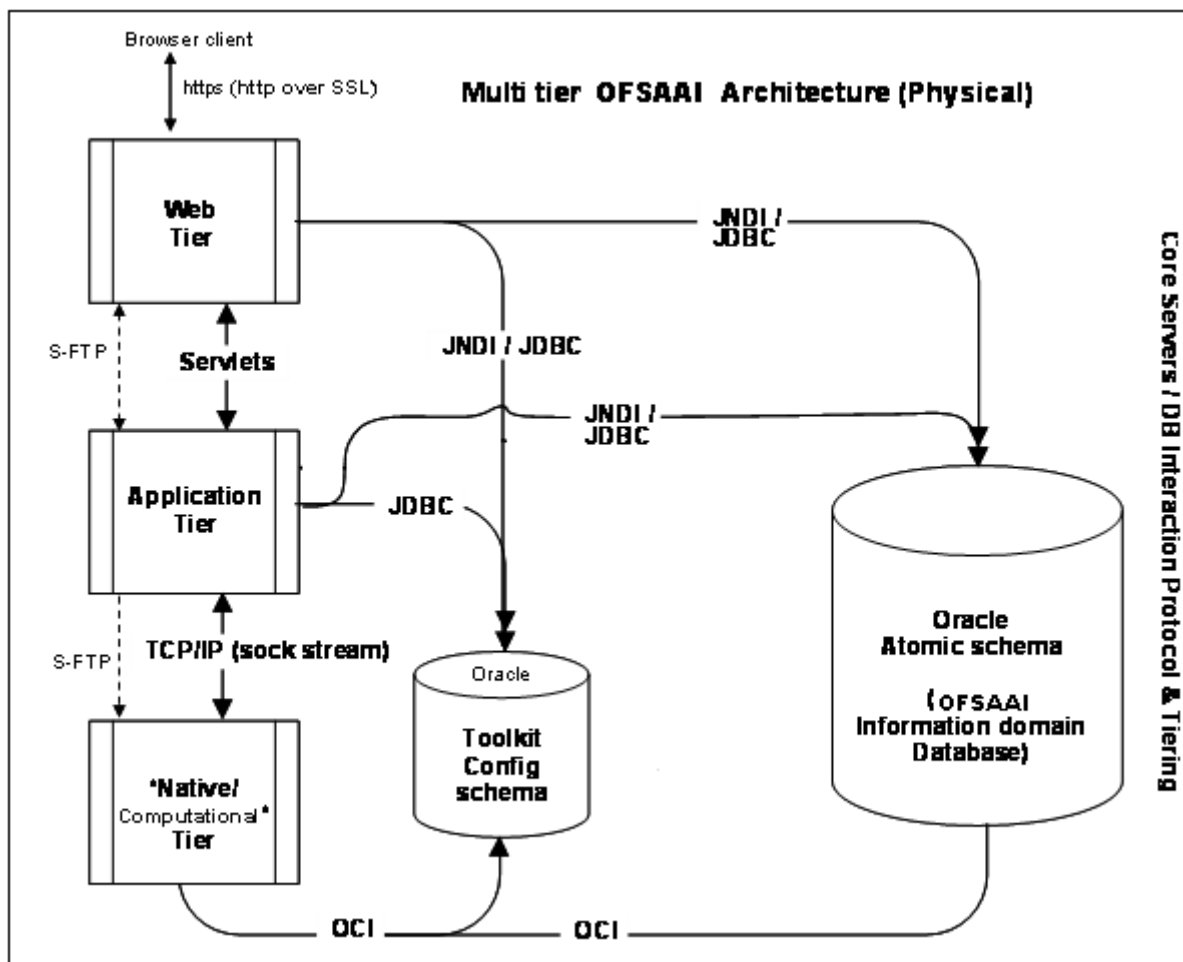 Browser client
https (http over SSL)
Multi tier OFSAAI Architecture (Physical)
Web
Tier
JNDI /
JDBC
S-FTP
Servlets
JNDI / JDBC
JNDI /
JDBC
Application
Tier
JDBC
S-FTP
TCP/IP (sock stream)
Oracle
Toolkit
Config
schema
Oracle
Atomic schema
(OFSAAI
Information domain
Database)
*Native/
Computational*
Tier
OCI
OCI
Core Servers / DB Interaction Protocol & Tiering